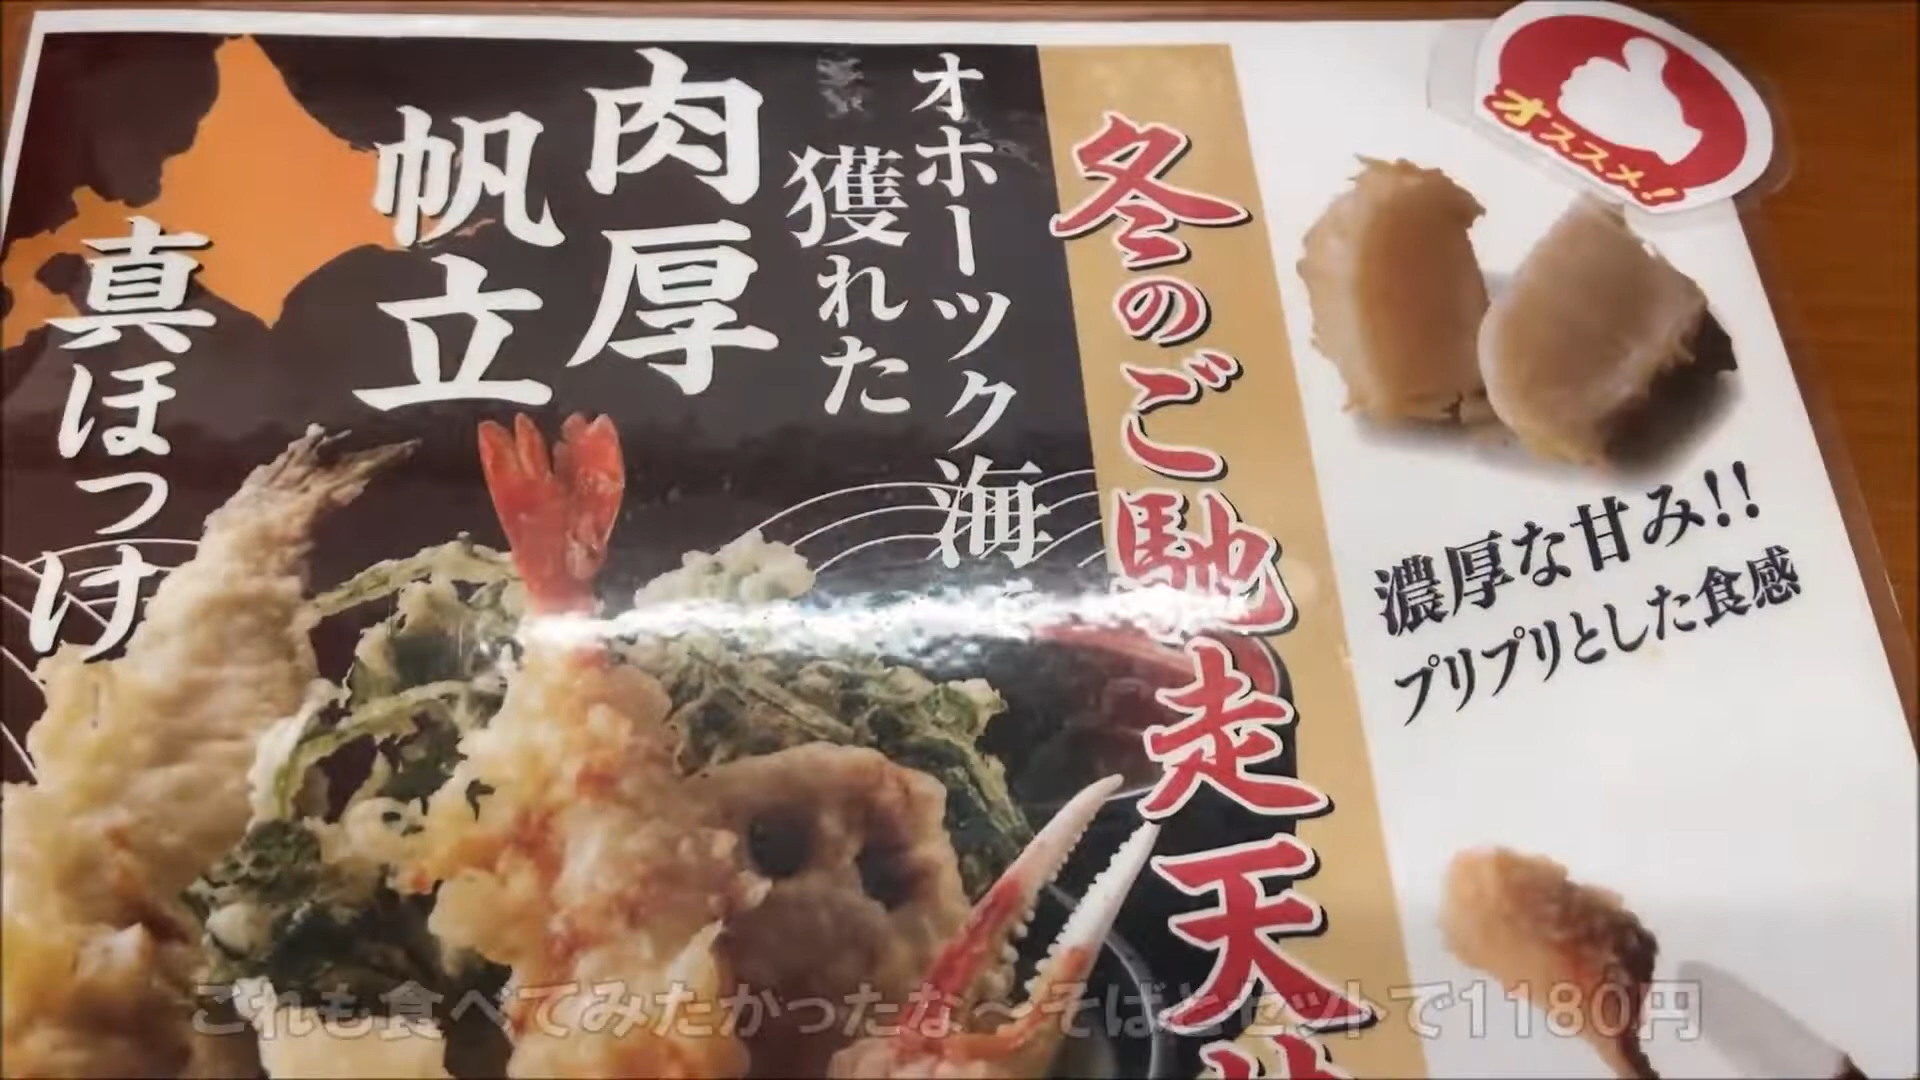 オススメ!
冬のご馳走天
オホーツク海
獲れた
肉厚
帆立
真ほっけ
濃厚な甘み!!
プリプリとした食感
これも食べてみたかったな～そばとセットで1180円